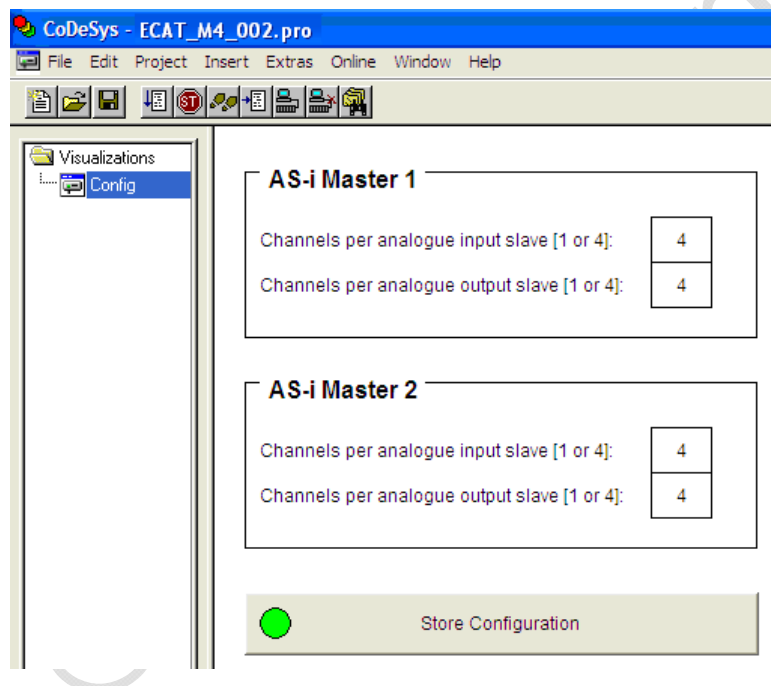 CoDeSys - ECAT_M4_002.pro
File Edit Project Insert Extras Online Window Help
ST
Visualizations
Config
AS-i Master 1
Channels per analogue input slave [1 or 4]: 4
Channels per analogue output slave [1 or 4]: 4
AS-i Master 2
Channels per analogue input slave [1 or 4]: 4
Channels per analogue output slave [1 or 4]: 4
Store Configuration